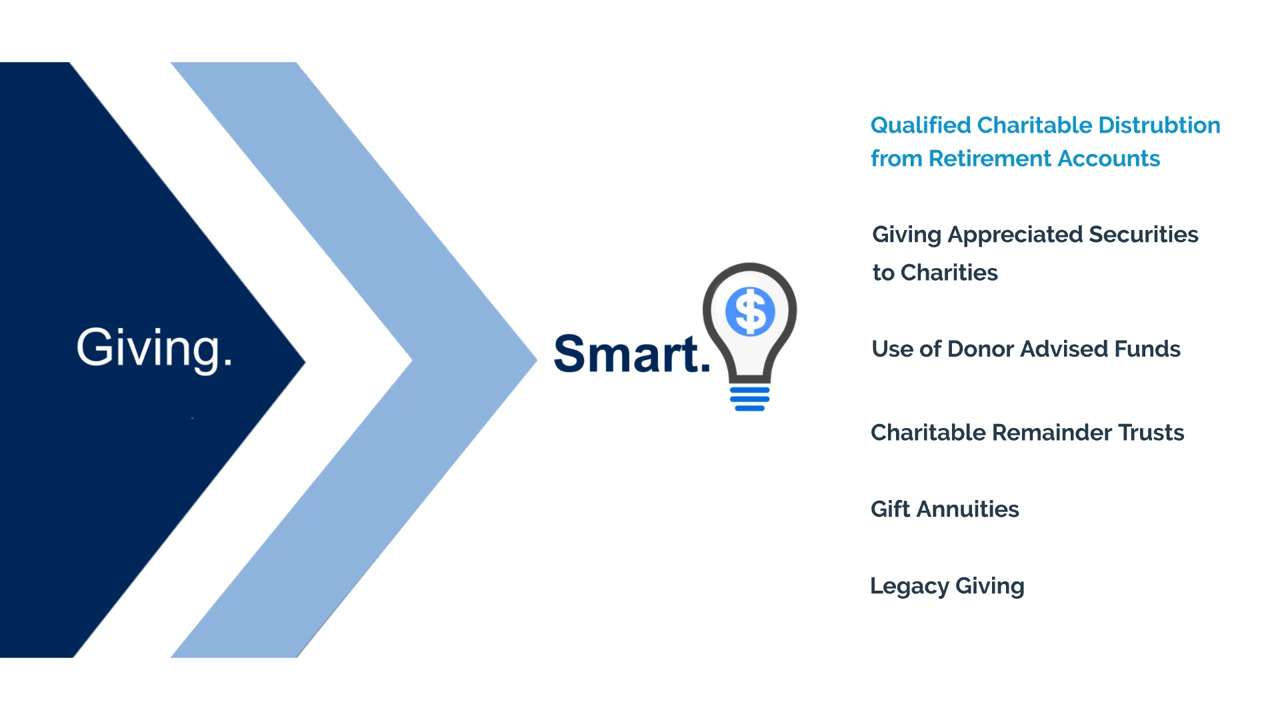 Giving.
Smart.
$
Qualified Charitable Distrubtion
from Retirement Accounts
Giving Appreciated Securities
to Charities
Use of Donor Advised Funds
Charitable Remainder Trusts
Gift Annuities
Legacy Giving